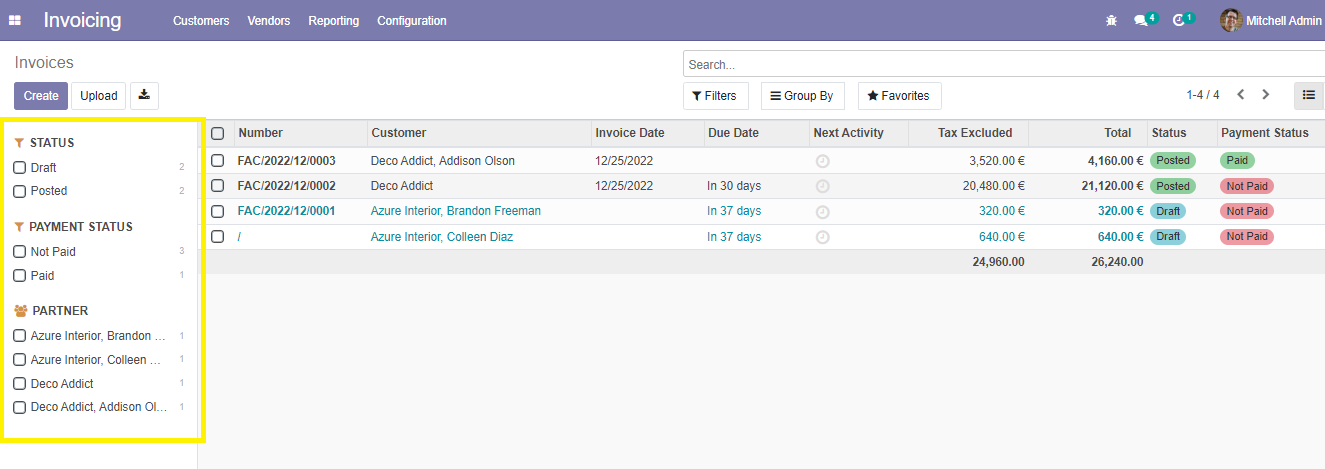 Invoicing Customers Vendors Reporting Configuration 4 1 Mitchell Admin
Invoices
Search...
Create Upload
Filters Group By Favorites 1-4 / 4
STATUS
Draft 2
Posted 2
PAYMENT STATUS
Not Paid 3
Paid 1
PARTNER
Azure Interior, Brandon ... 1
Azure Interior, Colleen ... 1
Deco Addict 1
Deco Addict, Addison Ol... 1
Number Customer Invoice Date Due Date Next Activity Tax Excluded Total Status Payment Status
FAC/2022/12/0003 Deco Addict, Addison Olson 12/25/2022 3,520.00 € 4,160.00 € Posted Paid
FAC/2022/12/0002 Deco Addict 12/25/2022 In 30 days 20,480.00 € 21,120.00 € Posted Not Paid
FAC/2022/12/0001 Azure Interior, Brandon Freeman In 37 days 320.00 € 320.00 € Draft Not Paid
/ Azure Interior, Colleen Diaz In 37 days 640.00 € 640.00 € Draft Not Paid
24,960.00 26,240.00